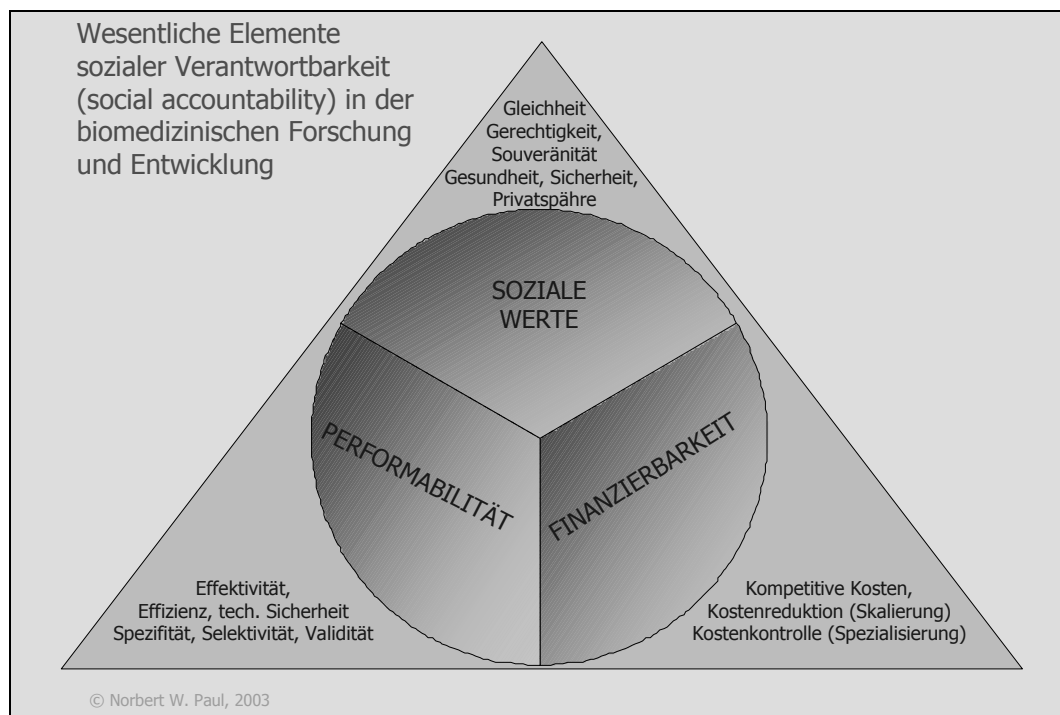 Wesentliche Elemente
sozialer Verantwortbarkeit
(social accountability) in der
biomedizinischen Forschung
und Entwicklung
Gleichheit
Gerechtigkeit,
Souveränität
Gesundheit, Sicherheit,
Privatspähre
SOZIALE
WERTE
PERFORMABILITÄT
FINANZIERBARKEIT
Effektivität,
Effizienz, tech. Sicherheit
Spezifität, Selektivität, Validität
Kompetitive Kosten,
Kostenreduktion (Skalierung)
Kostenkontrolle (Spezialisierung)
© Norbert W. Paul, 2003